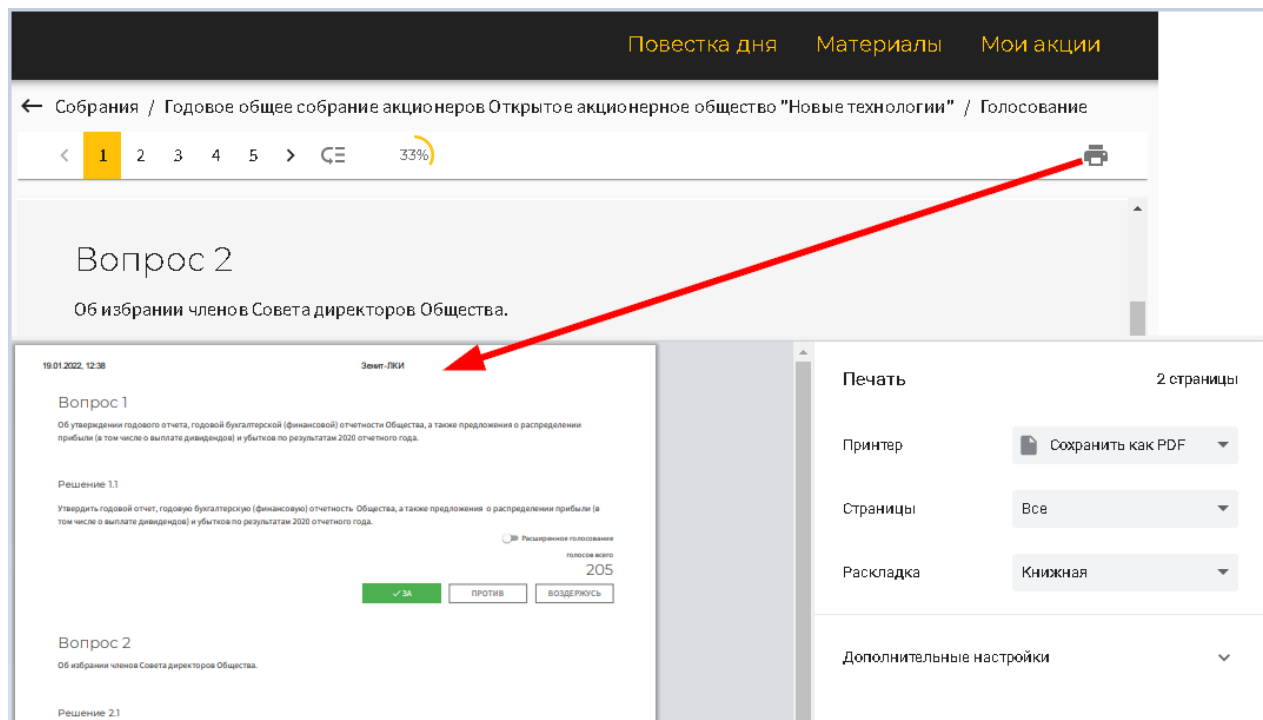 Повестка дня Материалы Мои акции
← Собрания / Годовое общее собрание акционеров Открытое акционерное общество "Новые технологии" / Голосование
< 1 2 3 4 5 > 33%
Вопрос 2
Об избрании членов Совета директоров Общества.
19.01.2022, 12:38 Зенит-ЛКИ
Вопрос 1
Об утверждении годового отчета, годовой бухгалтерской (финансовой) отчетности Общества, а также предложения о распределении
прибыли (в том числе о выплате дивидендов) и убытков по результатам 2020 отчетного года.
Решение 1.1
Утвердить годовой отчет, годовую бухгалтерскую (финансовую) отчетность Общества, а также предложения о распределении прибыли (в
том числе о выплате дивидендов) и убытков по результатам 2020 отчетного года.
Расширенное голосование
голосов всего
205
✓ЗА ПРОТИВ ВОЗДЕРЖУСЬ
Вопрос 2
Об избрании членов Совета директоров Общества.
Решение 2.1
Печать 2 страницы
Принтер Сохранить как PDF
Страницы Все
Раскладка Книжная
Дополнительные настройки